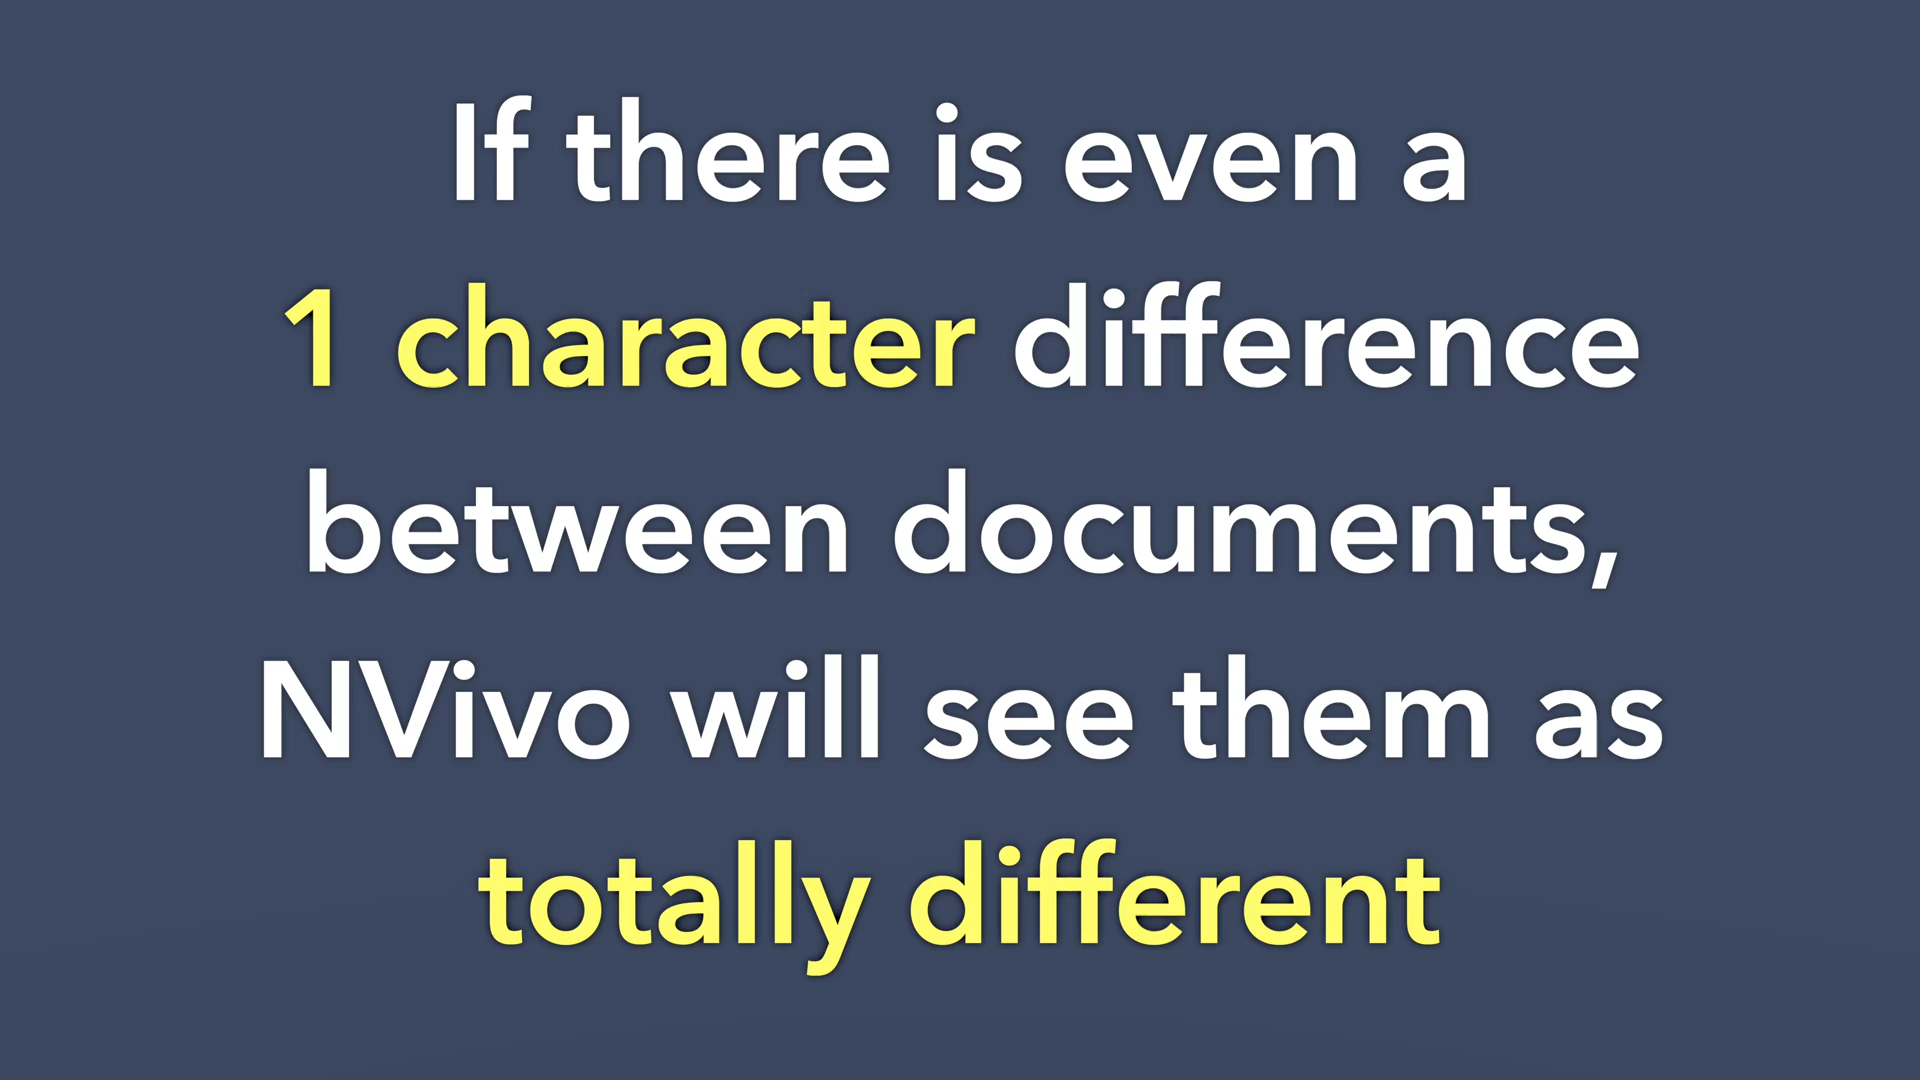 If there is even a
1 character difference
between documents,
NVivo will see them as
totally different